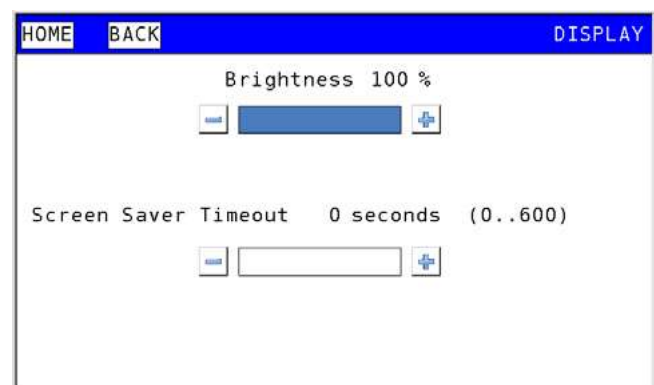 HOME BACK DISPLAY
Brightness 100 %
Screen Saver Timeout 0 seconds (0..600)